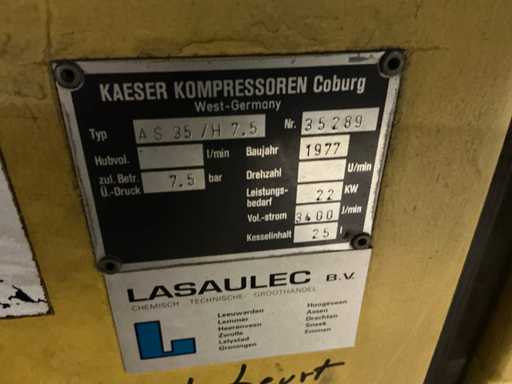 KAESER KOMPRESSOREN Coburg
West-Germany
Typ AS 35/H 7.5 Nr. 35289
Hubvol. l/min Baujahr 1977
zul. Betr. Ü.-Druck 7.5 bar Drehzahl U/min
Leistungs-bedarf 22 KW
Vol.-strom 3400 l/min
Kesselinhalt 25 l
LASAULEC B.V.
CHEMISCH TECHNISCHE GROOTHANDEL
Leeuwarden Hoogeveen
Lemmer Assen
Heerenveen Drachten
Zwolle Sneek
Lelystad Emmen
Groningen